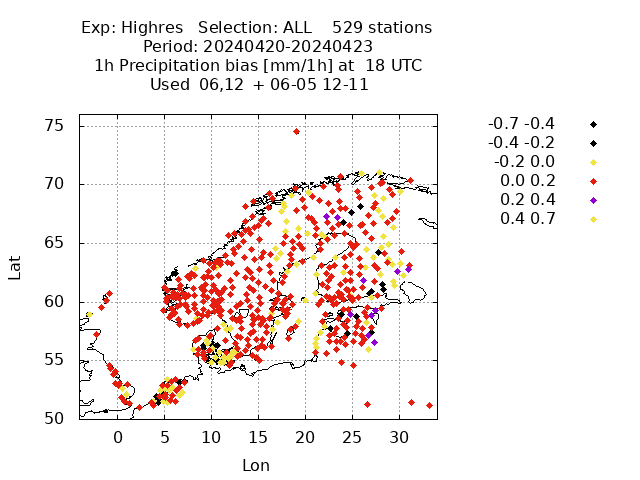 Exp: Highres   Selection: ALL    529 stations
Period: 20240420-20240423
1h Precipitation bias [mm/1h] at  18 UTC
Used  06,12  + 06-05 12-11
-0.7 -0.4
-0.4 -0.2
-0.2 0.0
0.0 0.2
0.2 0.4
0.4 0.7
75
70
65
60
55
50
Lat
0 5 10 15 20 25 30
Lon